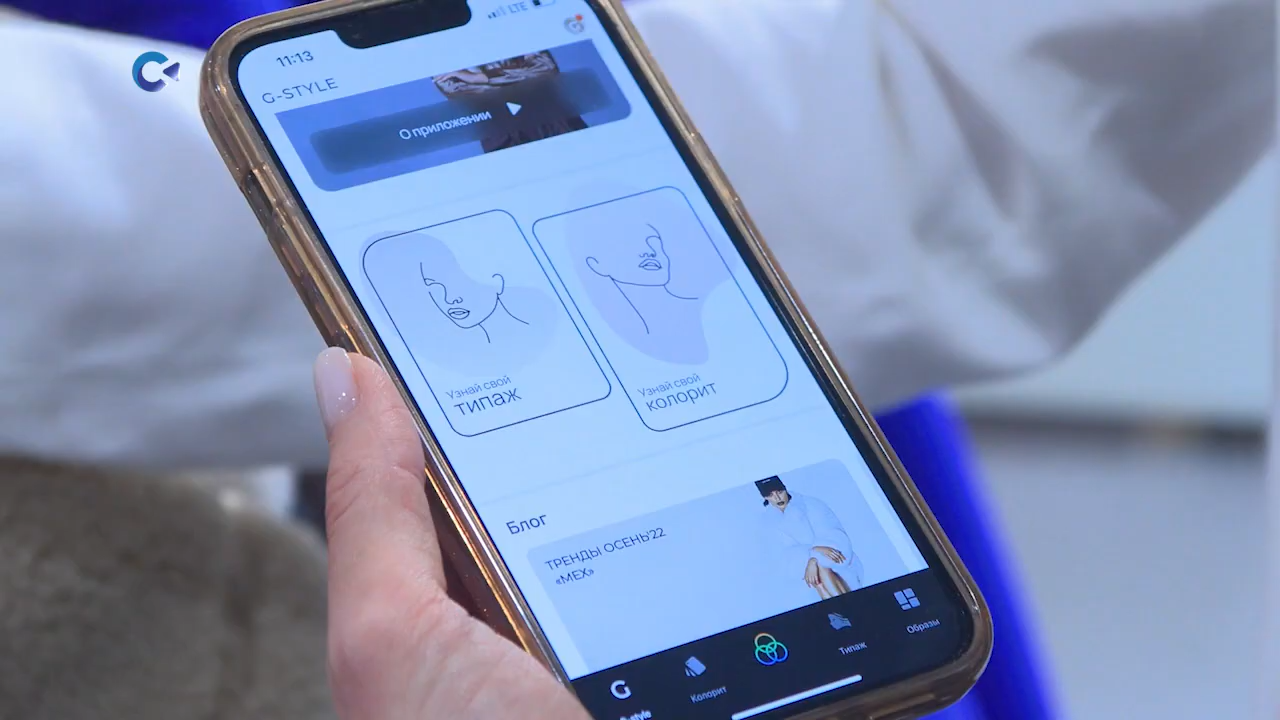 11:13
LTE
G-STYLE
О приложении
Узнай свой
типаж
Узнай свой
колорит
Блог
ТРЕНДЫ ОСЕНЬ'22
«МЕХ»
G-style
Колорит
Типаж
Образы